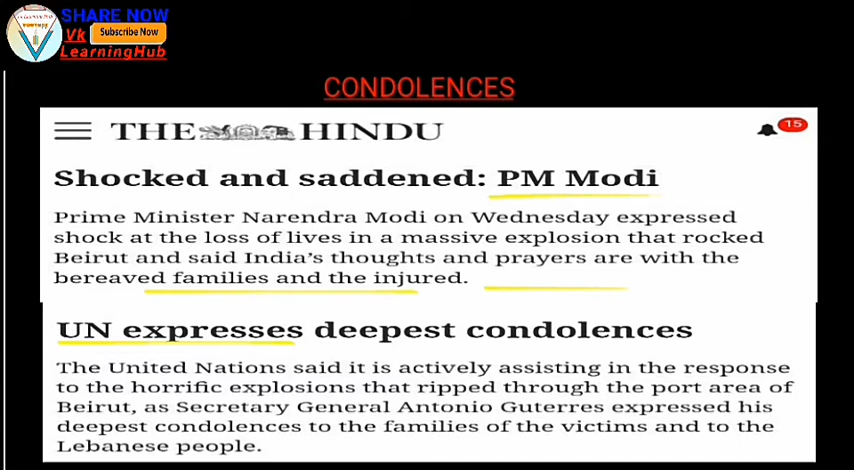 SHARE NOW
Vk
Subscribe Now
LearningHub
CONDOLENCES
THE HINDU
15
Shocked and saddened: PM Modi
Prime Minister Narendra Modi on Wednesday expressed
shock at the loss of lives in a massive explosion that rocked
Beirut and said India's thoughts and prayers are with the
bereaved families and the injured.
UN expresses deepest condolences
The United Nations said it is actively assisting in the response
to the horrific explosions that ripped through the port area of
Beirut, as Secretary General Antonio Guterres expressed his
deepest condolences to the families of the victims and to the
Lebanese people.